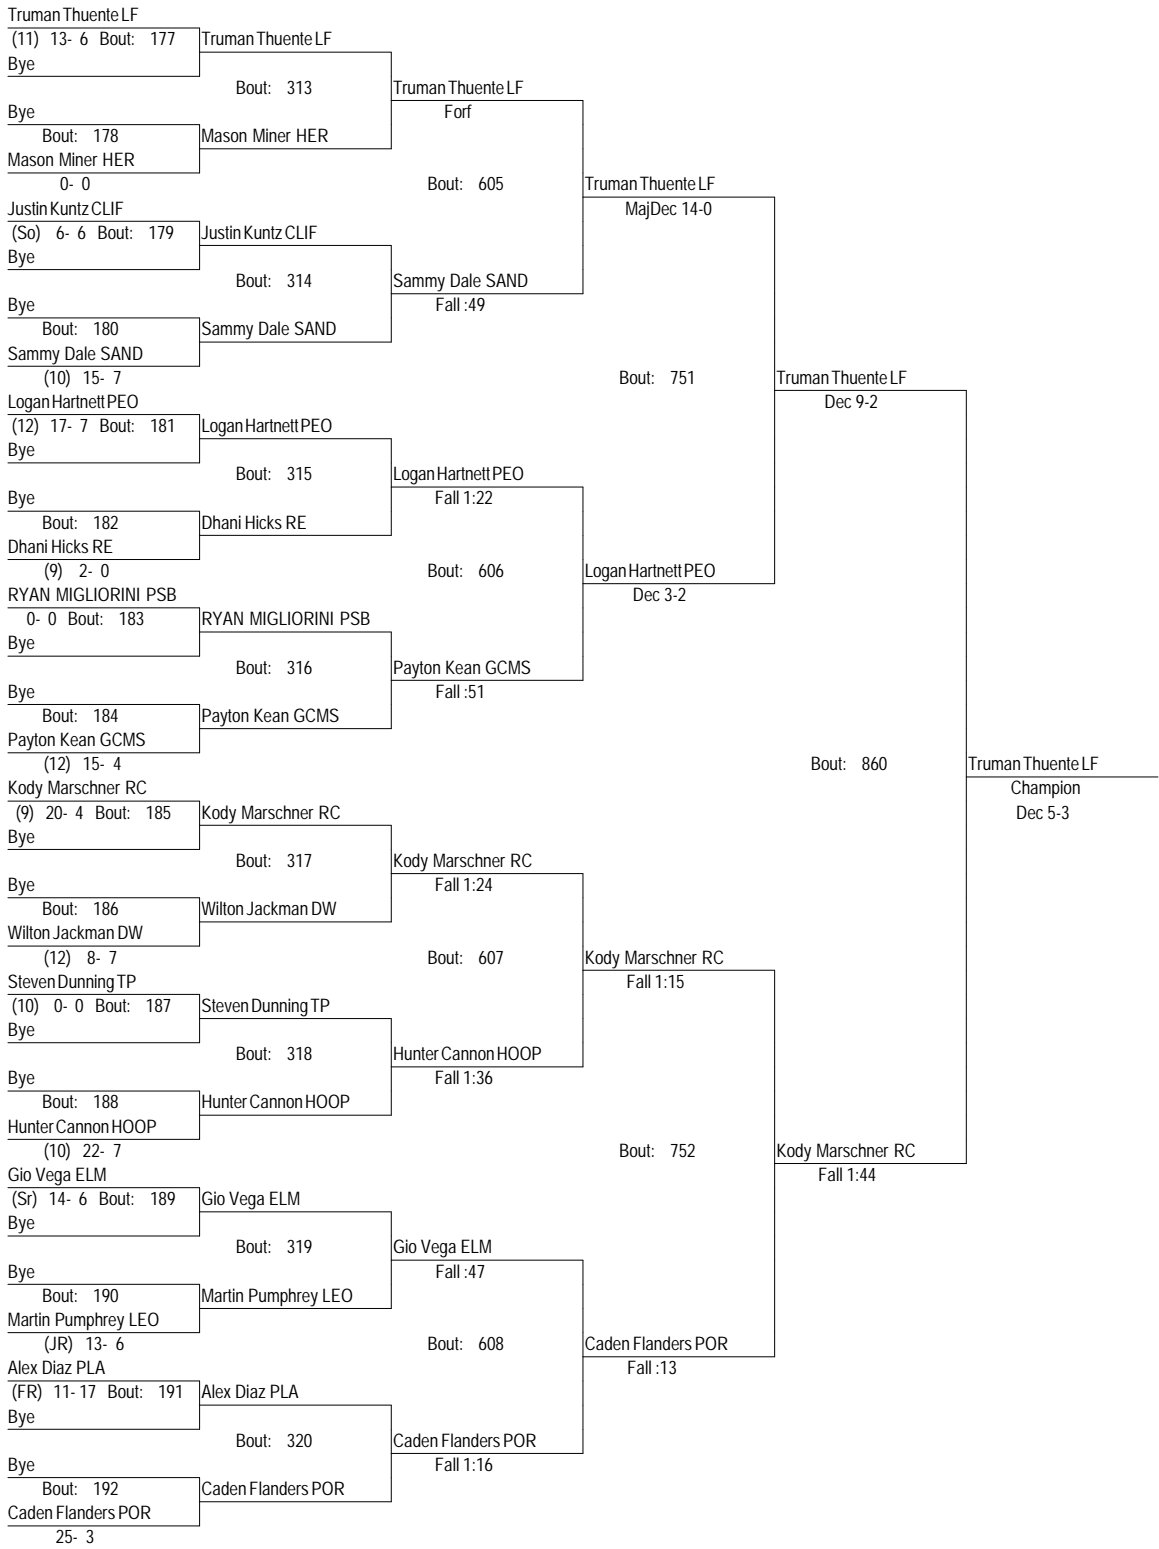 Truman Thuente LF
(11) 13- 6 Bout: 177 Truman Thuente LF
Bye
Bout: 313 Truman Thuente LF
Bye Forf
Bout: 178 Mason Miner HER
Mason Miner HER
0- 0 Bout: 605 Truman Thuente LF
Justin Kuntz CLIF MajDec 14-0
(So) 6- 6 Bout: 179 Justin Kuntz CLIF
Bye
Bout: 314 Sammy Dale SAND
Bye Fall :49
Bout: 180 Sammy Dale SAND
Sammy Dale SAND
(10) 15- 7 Bout: 751 Truman Thuente LF
Logan Hartnett PEO Dec 9-2
(12) 17- 7 Bout: 181 Logan Hartnett PEO
Bye
Bout: 315 Logan Hartnett PEO
Bye Fall 1:22
Bout: 182 Dhani Hicks RE
Dhani Hicks RE
(9) 2- 0 Bout: 606 Logan Hartnett PEO
RYAN MIGLIORINI PSB Dec 3-2
0- 0 Bout: 183 RYAN MIGLIORINI PSB
Bye
Bout: 316 Payton Kean GCMS
Bye Fall :51
Bout: 184 Payton Kean GCMS
Payton Kean GCMS
(12) 15- 4 Bout: 860 Truman Thuente LF
Kody Marschner RC Champion
(9) 20- 4 Bout: 185 Kody Marschner RC Dec 5-3
Bye
Bout: 317 Kody Marschner RC
Bye Fall 1:24
Bout: 186 Wilton Jackman DW
Wilton Jackman DW
(12) 8- 7 Bout: 607 Kody Marschner RC
Steven Dunning TP Fall 1:15
(10) 0- 0 Bout: 187 Steven Dunning TP
Bye
Bout: 318 Hunter Cannon HOOP
Bye Fall 1:36
Bout: 188 Hunter Cannon HOOP
Hunter Cannon HOOP
(10) 22- 7 Bout: 752 Kody Marschner RC
Gio Vega ELM Fall 1:44
(Sr) 14- 6 Bout: 189 Gio Vega ELM
Bye
Bout: 319 Gio Vega ELM
Bye Fall :47
Bout: 190 Martin Pumphrey LEO
Martin Pumphrey LEO
(JR) 13- 6 Bout: 608 Caden Flanders POR
Alex Diaz PLA Fall :13
(FR) 11- 17 Bout: 191 Alex Diaz PLA
Bye
Bout: 320 Caden Flanders POR
Bye Fall 1:16
Bout: 192 Caden Flanders POR
Caden Flanders POR
25- 3